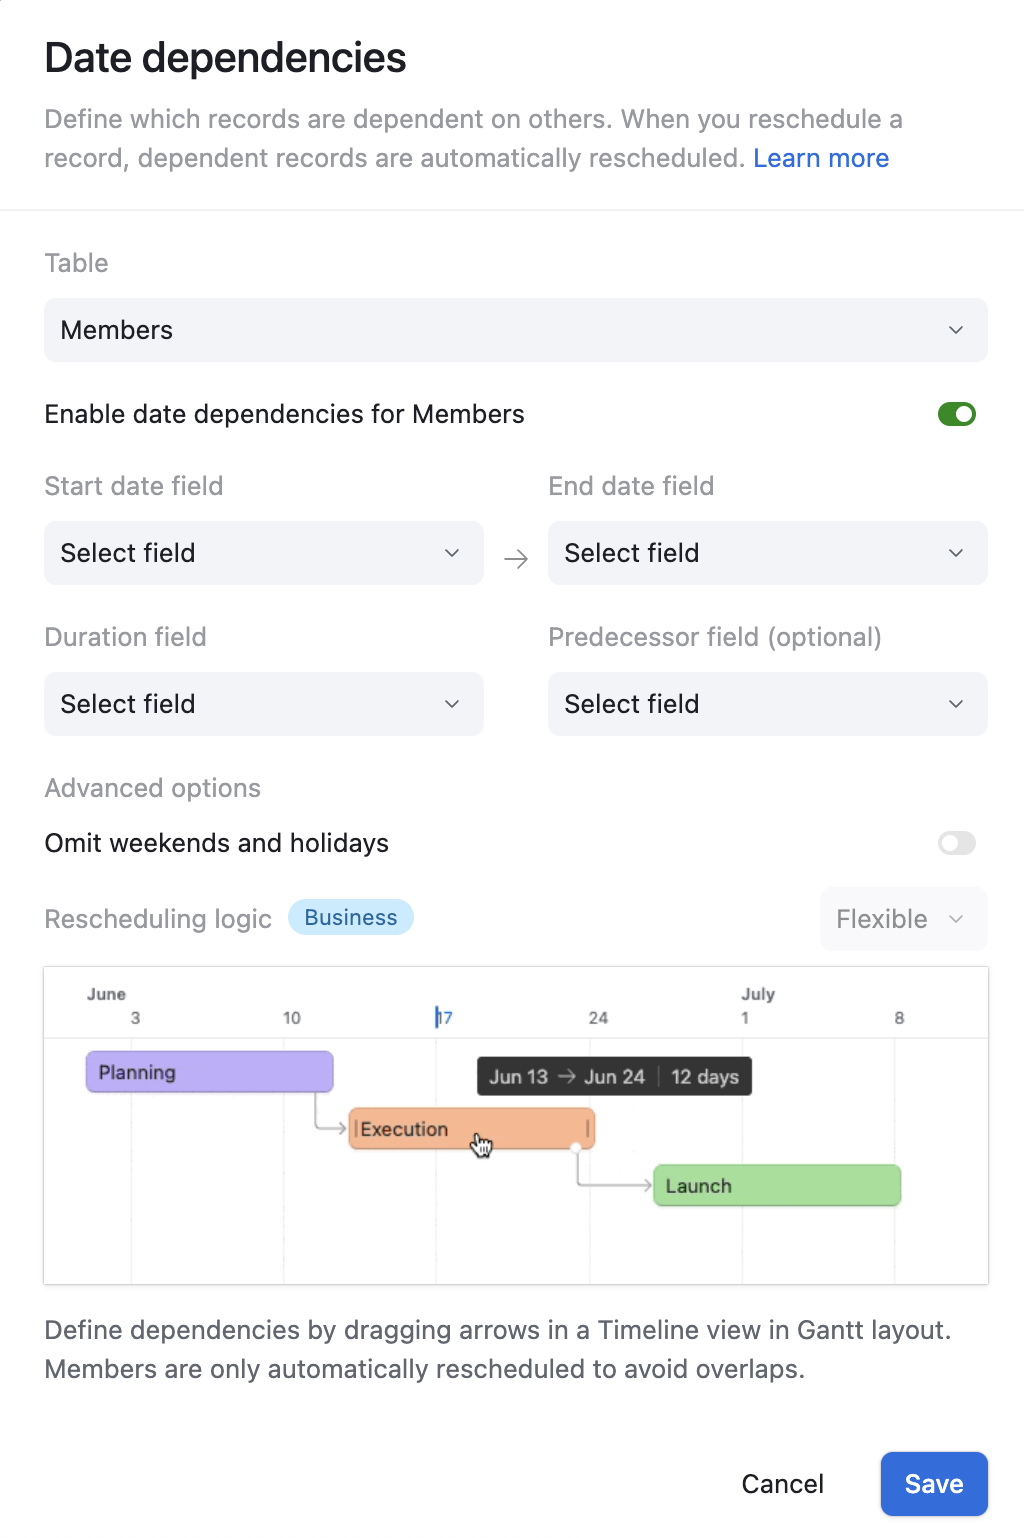 Date dependencies
Define which records are dependent on others. When you reschedule a
record, dependent records are automatically rescheduled. Learn more
Table
Members
Enable date dependencies for Members
Start date field
End date field
Select field
Select field
Duration field
Predecessor field (optional)
Select field
Select field
Advanced options
Omit weekends and holidays
Rescheduling logic Business Flexible
June July
3 10 17 24 1 8
Planning
Jun 13 → Jun 24 | 12 days
Execution
Launch
Define dependencies by dragging arrows in a Timeline view in Gantt layout.
Members are only automatically rescheduled to avoid overlaps.
Cancel Save